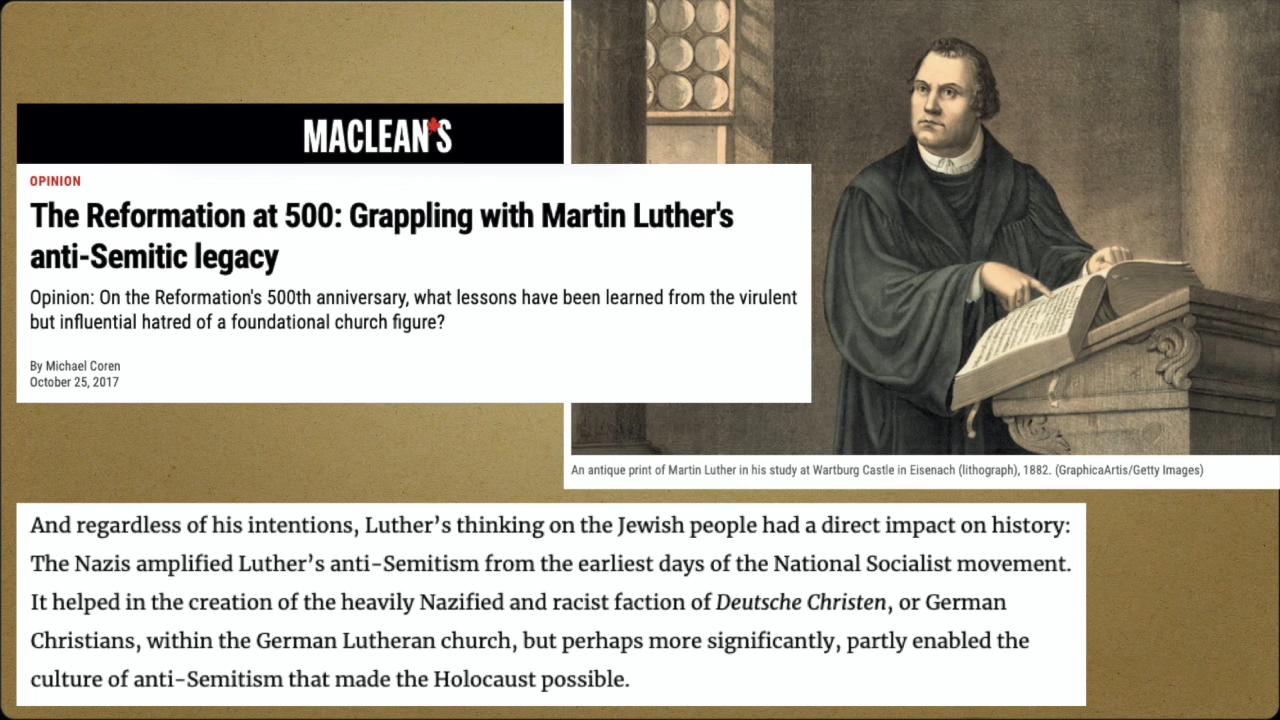 MACLEAN'S
OPINION
The Reformation at 500: Grappling with Martin Luther's
anti-Semitic legacy
Opinion: On the Reformation's 500th anniversary, what lessons have been learned from the virulent
but influential hatred of a foundational church figure?
By Michael Coren
October 25, 2017
An antique print of Martin Luther in his study at Wartburg Castle in Eisenach (lithograph), 1882. (GraphicaArtis/Getty Images)
And regardless of his intentions, Luther’s thinking on the Jewish people had a direct impact on history:
The Nazis amplified Luther’s anti-Semitism from the earliest days of the National Socialist movement.
It helped in the creation of the heavily Nazified and racist faction of Deutsche Christen, or German
Christians, within the German Lutheran church, but perhaps more significantly, partly enabled the
culture of anti-Semitism that made the Holocaust possible.